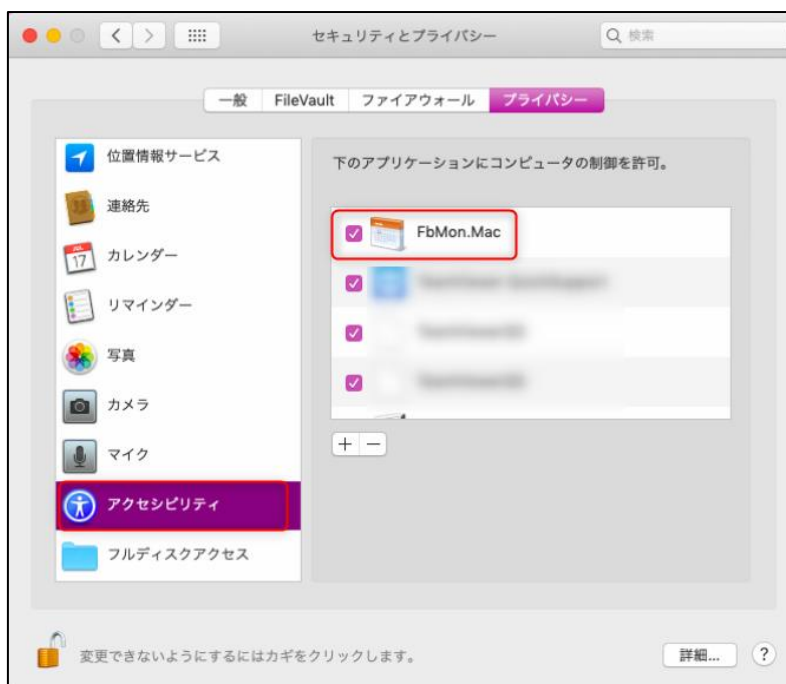 セキュリティとプライバシー
検索
一般 FileVault ファイアウォール プライバシー
位置情報サービス
連絡先
JUL
17
カレンダー
リマインダー
写真
カメラ
マイク
アクセシビリティ
フルディスクアクセス
下のアプリケーションにコンピュータの制御を許可。
FbMon.Mac
+ −
変更できないようにするにはカギをクリックします。
詳細... ?